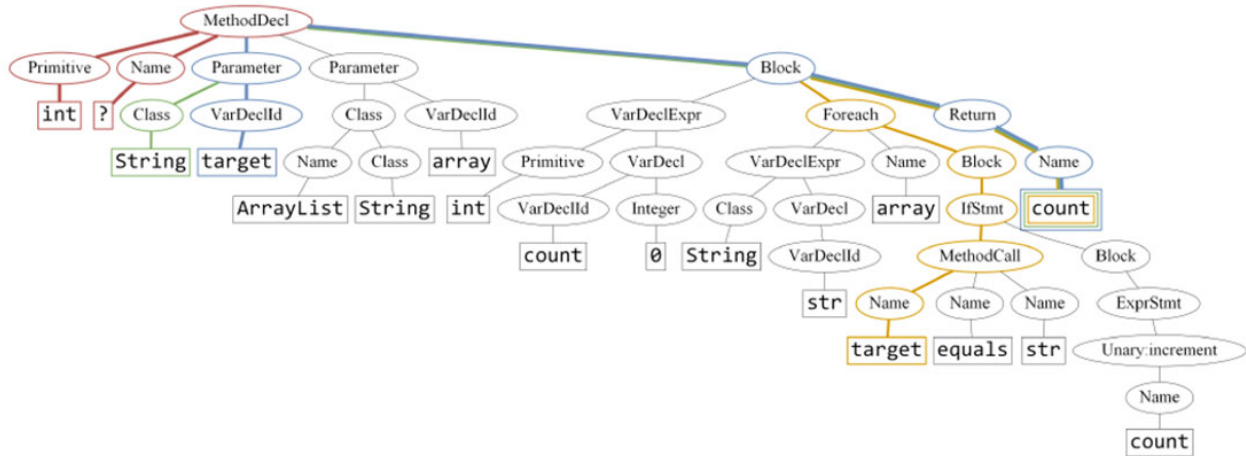 MethodDecl
Primitive Name Parameter Parameter Block
int ? Class VarDeclId Class VarDeclId VarDeclExpr Foreach Return
String target Name Class array Primitive VarDecl VarDeclExpr Name Block Name
ArrayList String int VarDeclId Integer Class VarDecl array IfStmt count
count 0 String VarDeclId MethodCall Block
str Name Name Name ExprStmt
target equals str Unary:increment
Name
count